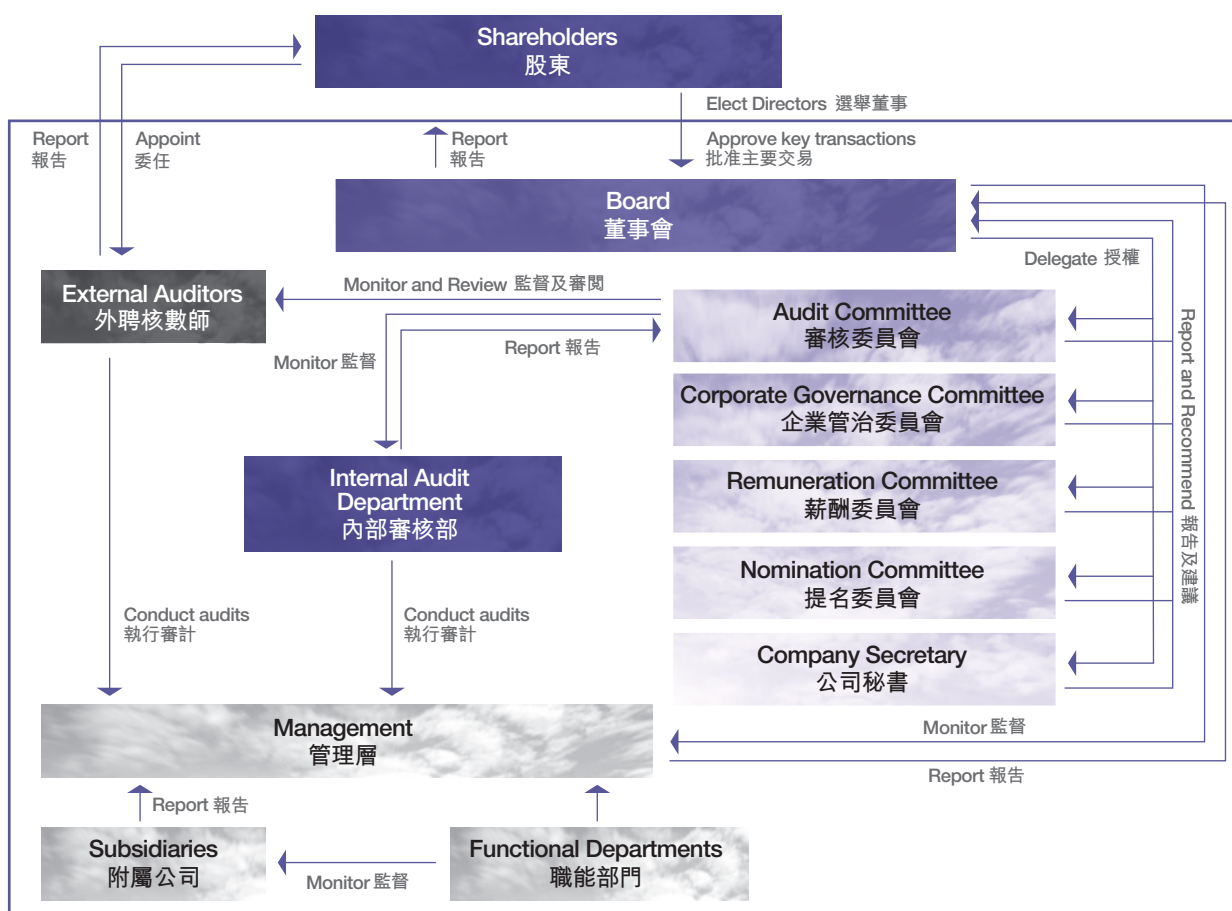 Shareholders
股東
Elect Directors 選舉董事
Report
報告
Appoint
委任
Report
報告
Approve key transactions
批准主要交易
Board
董事會
Delegate 授權
External Auditors
外聘核數師
Monitor and Review 監督及審閱
Audit Committee
審核委員會
Monitor 監督
Report 報告
Report and Recommend 報告及建議
Corporate Governance Committee
企業管治委員會
Internal Audit
Department
內部審核部
Remuneration Committee
薪酬委員會
Nomination Committee
提名委員會
Conduct audits
執行審計
Conduct audits
執行審計
Company Secretary
公司秘書
Management
管理層
Monitor 監督
Report 報告
Report 報告
Subsidiaries
附屬公司
Monitor 監督
Functional Departments
職能部門